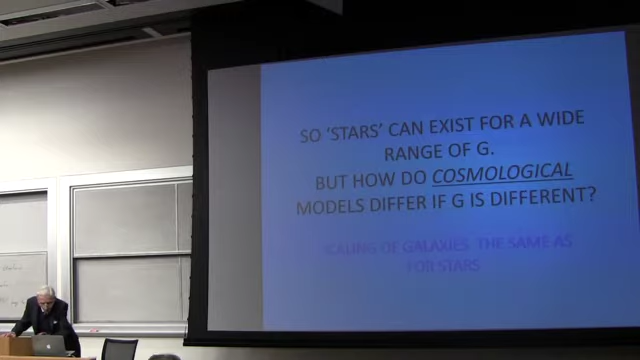 SO ‘STARS’ CAN EXIST FOR A WIDE
RANGE OF G.
BUT HOW DO COSMOLOGICAL
MODELS DIFFER IF G IS DIFFERENT?
SCALING OF GALAXIES THE SAME AS
FOR STARS